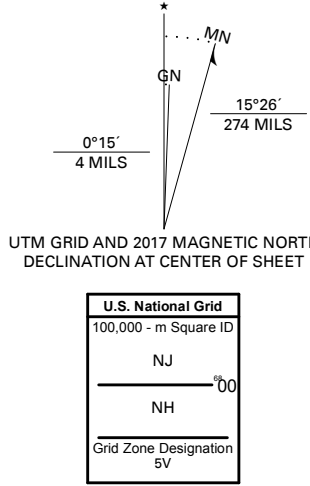 ★
MN
GN
15°26´
274 MILS
0°15´
4 MILS
UTM GRID AND 2017 MAGNETIC NORTH
DECLINATION AT CENTER OF SHEET
U.S. National Grid
100,000 - m Square ID
NJ
6800
NH
Grid Zone Designation
5V